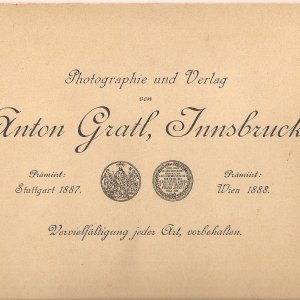 Photographie und Verlag
von
Anton Gratl, Innsbruck
Prämiirt:
Stuttgart 1887.
Prämiirt:
Wien 1888.
Vervielfältigung jeder Art, vorbehalten.